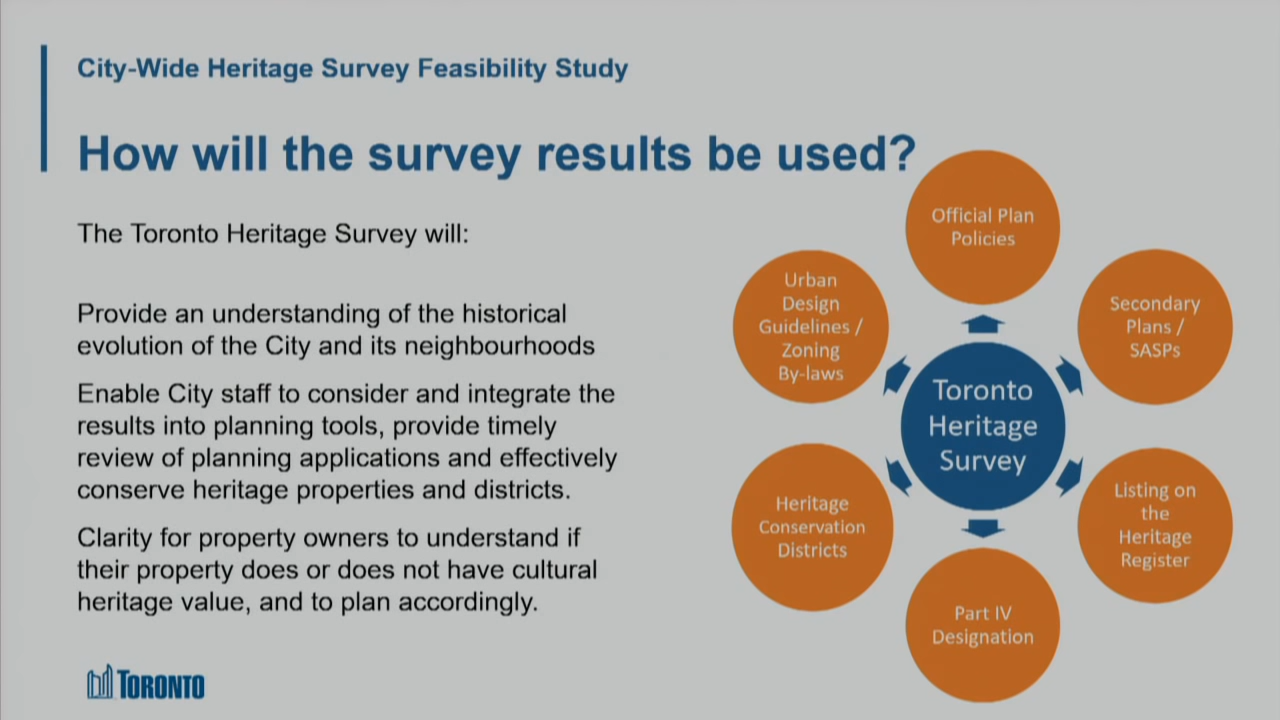 City-Wide Heritage Survey Feasibility Study
How will the survey results be used?
The Toronto Heritage Survey will:
Provide an understanding of the historical
evolution of the City and its neighbourhoods
Enable City staff to consider and integrate the
results into planning tools, provide timely
review of planning applications and effectively
conserve heritage properties and districts.
Clarity for property owners to understand if
their property does or does not have cultural
heritage value, and to plan accordingly.
TORONTO
Official Plan
Policies
Urban
Design
Guidelines /
Zoning
By-laws
Secondary
Plans /
SASPs
Toronto
Heritage
Survey
Heritage
Conservation
Districts
Listing on
the
Heritage
Register
Part IV
Designation